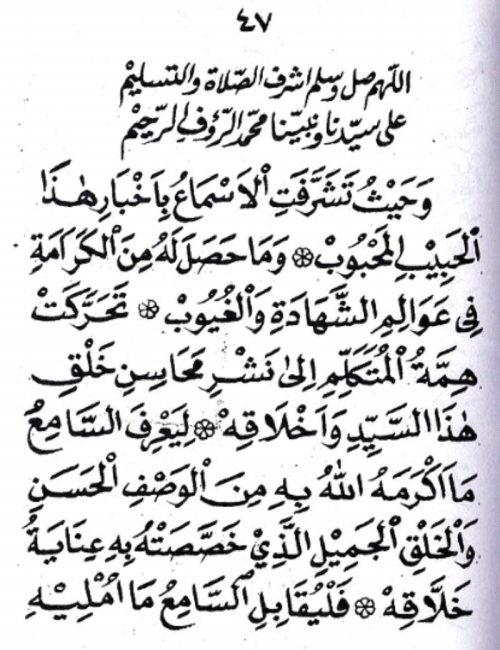 ٤٧
اللهم صل وسلم اشرف الصلاة والتسليم
على سيدنا ونبينا محمد الرؤف الرحيم
وَحَيْثُ تَشَرَّفَتِ الْاَسْمَاعُ بِاَخْبَارِ هٰذَا
الْحَبِيْبِ الْمَحْبُوْبْ ۞ وَمَا حَصَلَ لَهُ مِنَ الْكَرَامَةِ
فِى عَوَالِمِ الشَّهَادَةِ وَالْغُيُوْبْ ۞ تَحَرَّكَتْ
هِمَّةُ الْمُتَكَلِّمِ اِلىٰ نَشْرِ مَحَاسِنِ خَلْقِ
هٰذَا السَّيِّدِ وَاَخْلَاقِهْ ۞ لِيَعْرِفَ السَّامِعُ
مَا اَكْرَمَهُ اللهُ بِهِ مِنَ الْوَصْفِ الْحَسَنِ
وَالْخَلْقِ الْجَمِيْلِ الَّذِيْ خَصَّصَتْهُ بِهِ عِنَايَةُ
خَلَّاقِهْ ۞ فَلْيُقَابِلِ السَّامِعُ مَا اُمْلِيْهِ